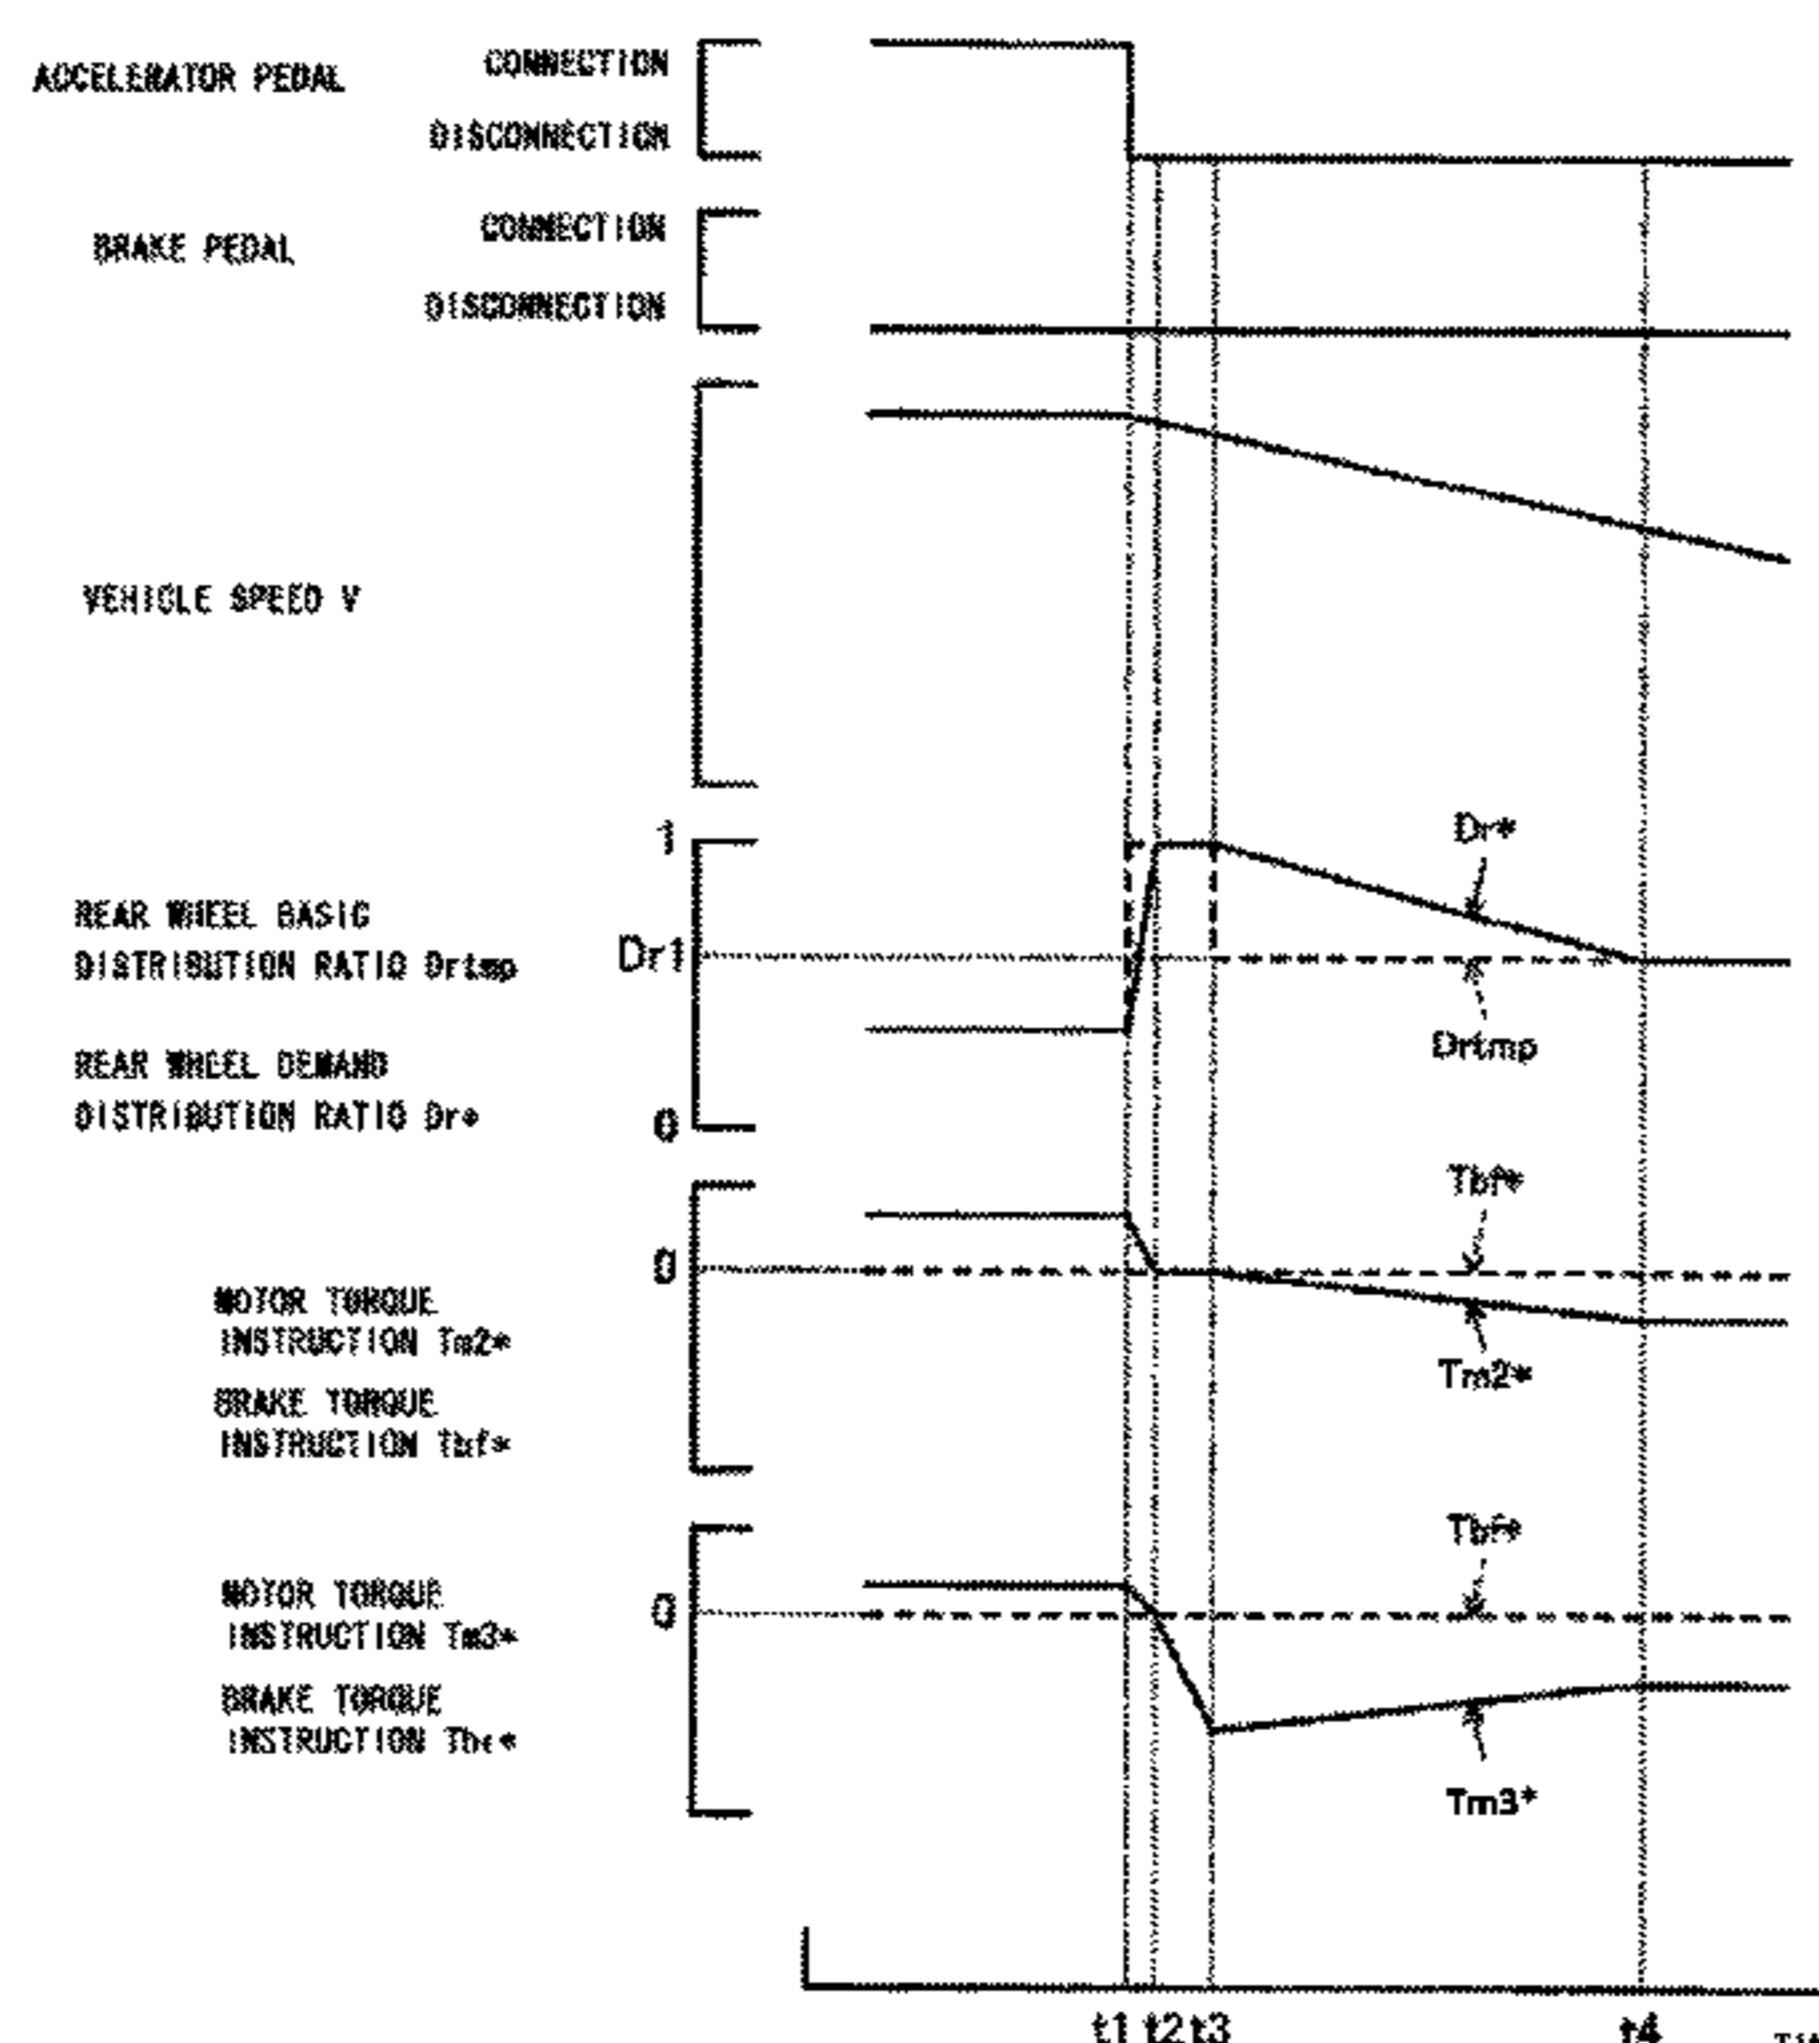 ACCELERATOR PEDAL
CONNECTION
DISCONNECTION
BRAKE PEDAL
CONNECTION
DISCONNECTION
VEHICLE SPEED V
REAR WHEEL BASIC
DISTRIBUTION RATIO Drtmp
REAR WHEEL DEMAND
DISTRIBUTION RATIO Dr*
1
Dr1
0
Dr*
Drtmp
MOTOR TORQUE
INSTRUCTION Tm2*
BRAKE TORQUE
INSTRUCTION Tbf*
0
Tbf*
Tm2*
MOTOR TORQUE
INSTRUCTION Tm3*
BRAKE TORQUE
INSTRUCTION Tbr*
0
Tbf*
Tm3*
t1 t2 t3 t4